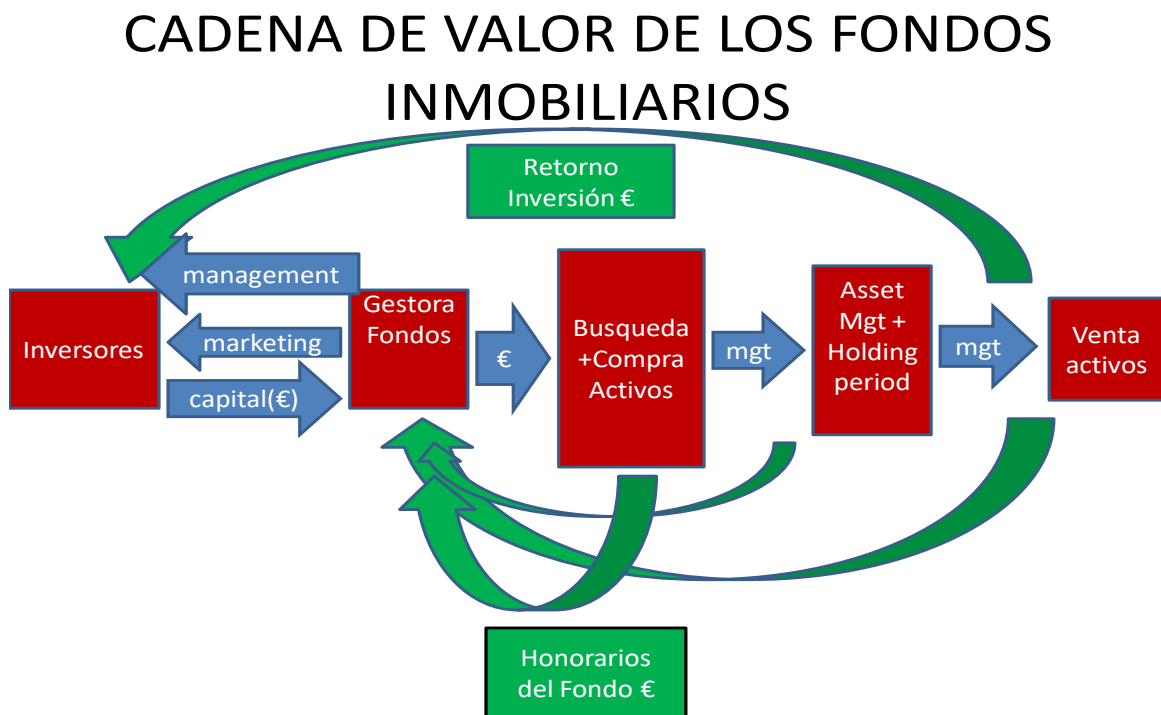 CADENA DE VALOR DE LOS FONDOS
INMOBILIARIOS
Retorno
Inversión €
management
Inversores
marketing
capital(€)
Gestora
Fondos
€
Busqueda
+Compra
Activos
mgt
Asset
Mgt +
Holding
period
mgt
Venta
activos
Honorarios
del Fondo €